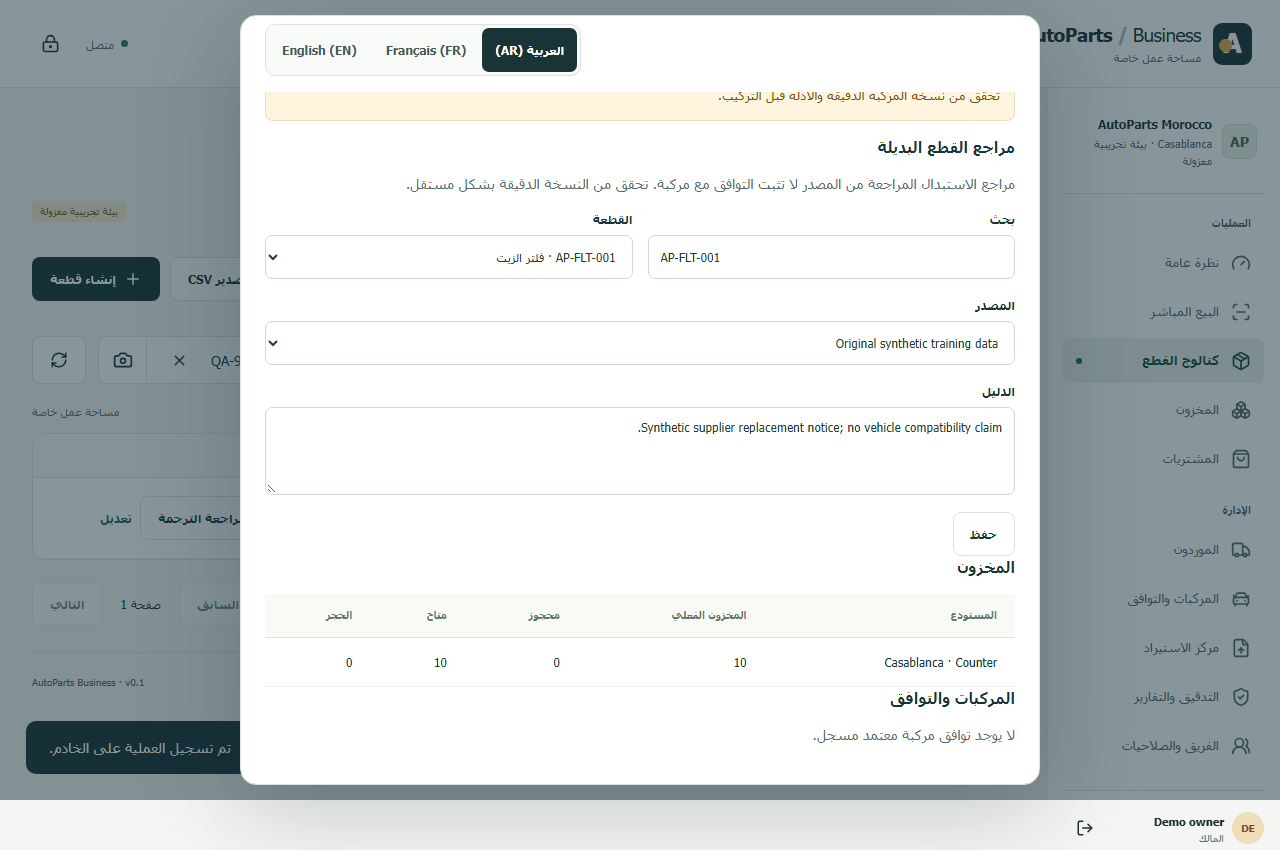 AutoParts / Business
مساحة عمل خاصة
متصل
AP
AutoParts Morocco
Casablanca · بيئة تجريبية
معزولة
العمليات
نظرة عامة
البيع المباشر
كتالوج القطع
المخزون
المشتريات
الإدارة
الموردون
المركبات والتوافق
مركز الاستيراد
التدقيق والتقارير
الفريق والصلاحيات
DE
Demo owner
المالك
العربية (AR)
Français (FR)
English (EN)
تحقق من نسخة المركبة الدقيقة والأدلة قبل التركيب.
مراجع القطع البديلة
مراجع الاستبدال المراجعة من المصدر لا تثبت التوافق مع مركبة. تحقق من النسخة الدقيقة بشكل مستقل.
بحث
AP-FLT-001
القطعة
AP-FLT-001 · فلتر الزيت
المصدر
Original synthetic training data
الدليل
Synthetic supplier replacement notice; no vehicle compatibility claim.
حفظ
المخزون
المستودع المخزون الفعلي محجوز متاح الحجر
Casablanca · Counter 10 0 10 0
المركبات والتوافق
لا يوجد توافق مركبة معتمد مسجل.
بيئة تجريبية معزولة
CSV
إنشاء قطعة
QA-9
مساحة عمل خاصة
الترجمة
تعديل
السابق
صفحة 1
التالي
AutoParts Business · v0.1
تم تسجيل العملية على الخادم.